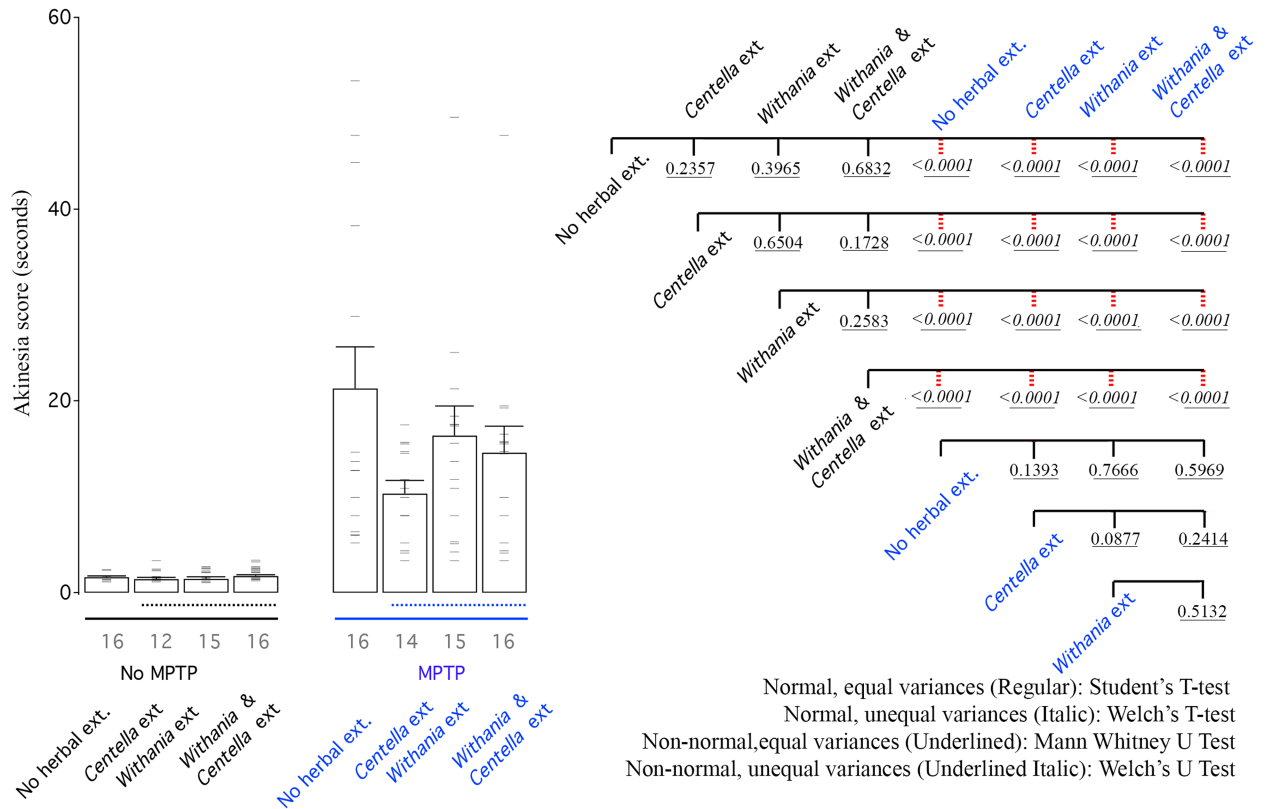 60
40
20
0
Akinesia score (seconds)
16 12 15 16
16 14 15 16
No MPTP
MPTP
No herbal ext.
Centella ext
Withania ext
Withania &
Centella ext
No herbal ext.
Centella ext
Withania ext
Withania &
Centella ext
Centella ext
Withania ext
Withania &
Centella ext
No herbal ext.
Centella ext
Withania ext
Withania &
Centella ext
No herbal ext.
0.2357 0.3965 0.6832 <0.0001 <0.0001 <0.0001 <0.0001
Centella ext
0.6504 0.1728 <0.0001 <0.0001 <0.0001 <0.0001
Withania ext
0.2583 <0.0001 <0.0001 <0.0001 <0.0001
Withania &
Centella ext
<0.0001 <0.0001 <0.0001 <0.0001
No herbal ext.
0.1393 0.7666 0.5969
Centella ext
0.0877 0.2414
Withania ext
0.5132
Normal, equal variances (Regular): Student’s T-test
Normal, unequal variances (Italic): Welch’s T-test
Non-normal,equal variances (Underlined): Mann Whitney U Test
Non-normal, unequal variances (Underlined Italic): Welch’s U Test